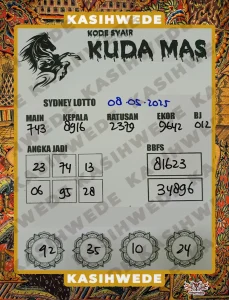 KASIHWEDE
KODE SYAIR
KUDA MAS
SYDNEY LOTTO 08-05-2025
MAIN KEPALA RATUSAN EKOR BJ
743 8916 2379 9642 012
ANGKA JADI BBFS
23 74 13 81623
06 95 28 34896
92 35 10 24
KASIHWEDE